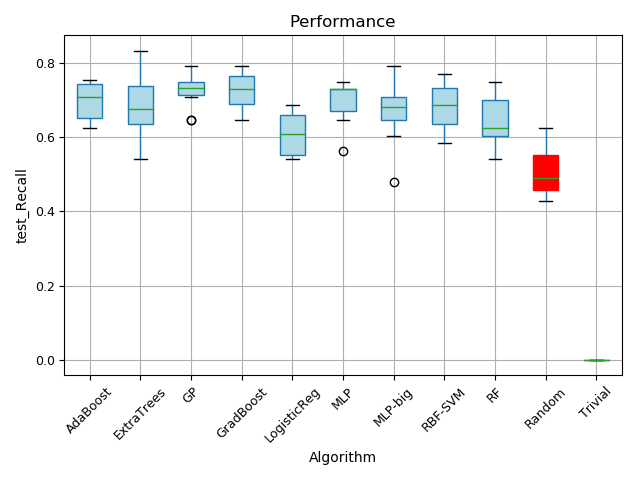 Performance
test_Recall
0.8
0.6
0.4
0.2
0.0
AdaBoost
ExtraTrees
GP
GradBoost
LogisticReg
MLP
MLP-big
RBF-SVM
RF
Random
Trivial
Algorithm